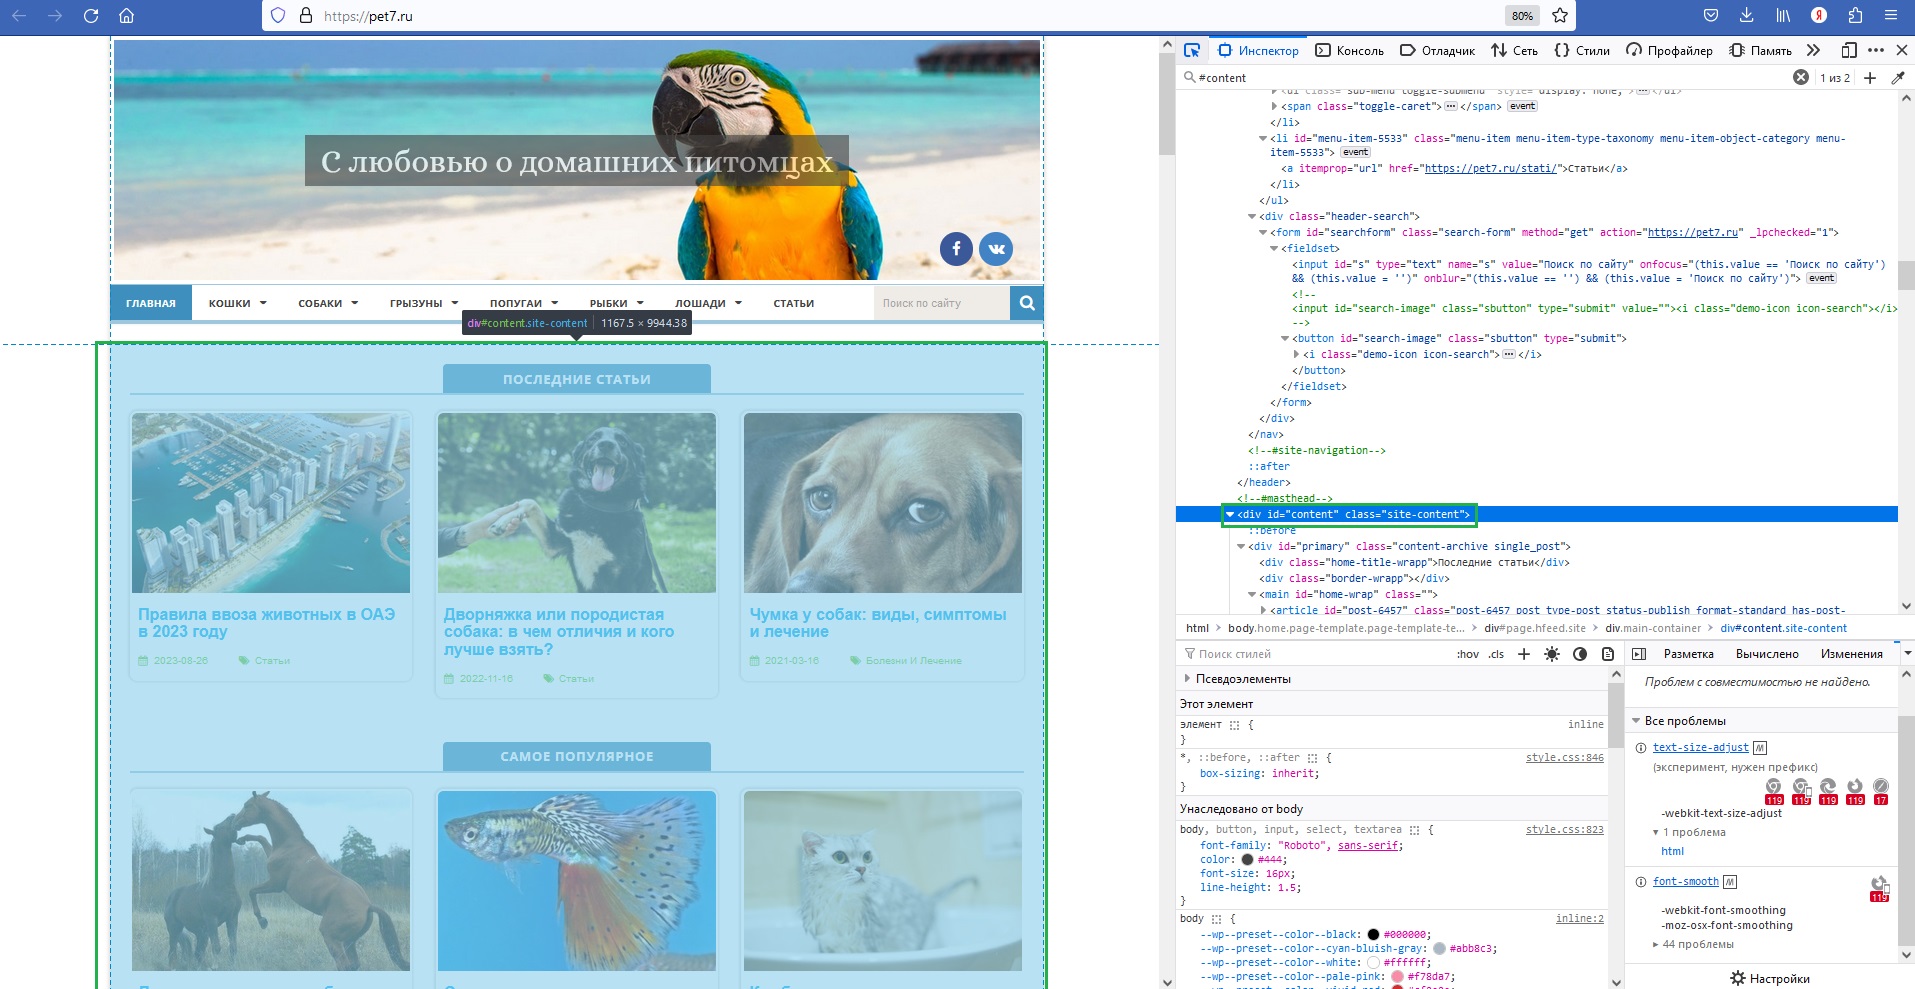 https://pet7.ru
80%
С любовью о домашних питомцах
ГЛАВНАЯ
КОШКИ
СОБАКИ
ГРЫЗУНЫ
ПОПУГАИ
РЫБКИ
ЛОШАДИ
СТАТЬИ
Поиск по сайту
div#content.site-content 1167.5 × 9944.38
ПОСЛЕДНИЕ СТАТЬИ
Правила ввоза животных в ОАЭ
в 2023 году
2023-08-26 Статьи
Дворняжка или породистая
собака: в чем отличия и кого
лучше взять?
2022-11-16 Статьи
Чумка у собак: виды, симптомы
и лечение
2021-03-16 Болезни И Лечение
САМОЕ ПОПУЛЯРНОЕ
Инспектор
Консоль
Отладчик
Сеть
Стили
Профайлер
Память
#content
1 из 2
<ul class="sub-menu toggle-submenu" style="display: none;"> </ul>
<span class="toggle-caret"> </span> event
</li>
<li id="menu-item-5533" class="menu-item menu-item-type-taxonomy menu-item-object-category menu-
item-5533"> event
<a itemprop="url" href="https://pet7.ru/stati/">Статьи</a>
</li>
</ul>
<div class="header-search">
<form id="searchform" class="search-form" method="get" action="https://pet7.ru" _lpchecked="1">
<fieldset>
<input id="s" type="text" name="s" value="Поиск по сайту" onfocus="(this.value == 'Поиск по сайту')
&& (this.value = '')" onblur="(this.value == '') && (this.value = 'Поиск по сайту')"> event
<!--
<input id="search-image" class="sbutton" type="submit" value=""><i class="demo-icon icon-search"></i>
-->
<button id="search-image" class="sbutton" type="submit">
<i class="demo-icon icon-search"> </i>
</button>
</fieldset>
</form>
</div>
</nav>
<!--#site-navigation-->
::after
</header>
<!--#masthead-->
<div id="content" class="site-content">
::before
<div id="primary" class="content-archive single_post">
<div class="home-title-wrapp">Последние статьи</div>
<div class="border-wrapp"></div>
<main id="home-wrap" class="">
<article id="post-6457" class="post-6457 post type-post status-publish format-standard has-post-
html > body.home.page-template.page-template-te... > div#page.hfeed.site > div.main-container > div#content.site-content
Поиск стилей
:hov .cls
Псевдоэлементы
Этот элемент
элемент { inline
}
*, ::before, ::after { style.css:846
box-sizing: inherit;
}
Унаследовано от body
body, button, input, select, textarea { style.css:823
font-family: "Roboto", sans-serif;
color: #444;
font-size: 16px;
line-height: 1.5;
}
body { inline:2
--wp--preset--color--black: #000000;
--wp--preset--color--cyan-bluish-gray: #abb8c3;
--wp--preset--color--white: #ffffff;
--wp--preset--color--pale-pink: #f78da7;
Разметка
Вычислено
Изменения
Проблем с совместимостью не найдено.
Все проблемы
text-size-adjust
(эксперимент, нужен префикс)
119 119 119 119 17
-webkit-text-size-adjust
1 проблема
html
font-smooth
119
-webkit-font-smoothing
-moz-osx-font-smoothing
44 проблемы
Настройки